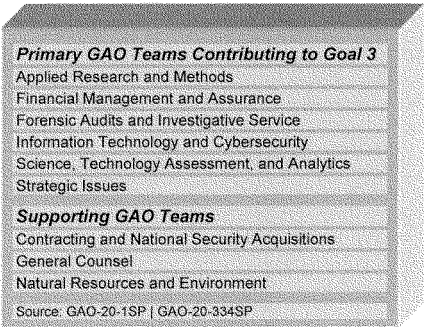 Primary GAO Teams Contributing to Goal 3
Applied Research and Methods
Financial Management and Assurance
Forensic Audits and Investigative Service
Information Technology and Cybersecurity
Science, Technology Assessment, and Analytics
Strategic Issues
Supporting GAO Teams
Contracting and National Security Acquisitions
General Counsel
Natural Resources and Environment
Source: GAO-20-1SP | GAO-20-334SP